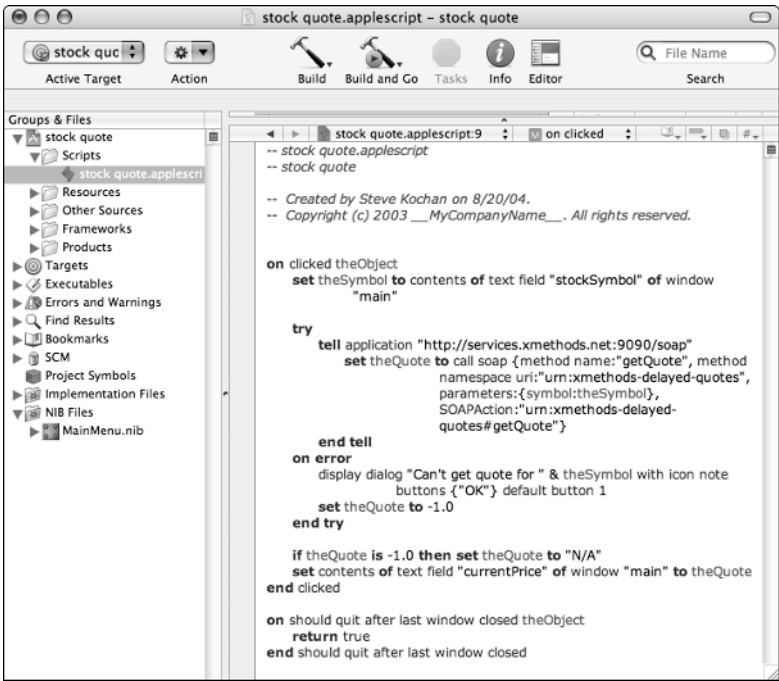 stock quote.applescript – stock quote
stock quc
Active Target
Action
Build
Build and Go
Tasks
Info
Editor
File Name
Search
Groups & Files
stock quote
Scripts
stock quote.applescri
Resources
Other Sources
Frameworks
Products
Targets
Executables
Errors and Warnings
Find Results
Bookmarks
SCM
Project Symbols
Implementation Files
NIB Files
MainMenu.nib
stock quote.applescript:9
M on clicked
#
-- stock quote.applescript
-- stock quote
-- Created by Steve Kochan on 8/20/04.
-- Copyright (c) 2003 __MyCompanyName__. All rights reserved.
on clicked theObject
set theSymbol to contents of text field "stockSymbol" of window
"main"
try
tell application "http://services.xmethods.net:9090/soap"
set theQuote to call soap {method name:"getQuote", method
namespace uri:"urn:xmethods-delayed-quotes",
parameters:{symbol:theSymbol},
SOAPAction:"urn:xmethods-delayed-
quotes#getQuote"}
end tell
on error
display dialog "Can't get quote for " & theSymbol with icon note
buttons {"OK"} default button 1
set theQuote to -1.0
end try
if theQuote is -1.0 then set theQuote to "N/A"
set contents of text field "currentPrice" of window "main" to theQuote
end clicked
on should quit after last window closed theObject
return true
end should quit after last window closed